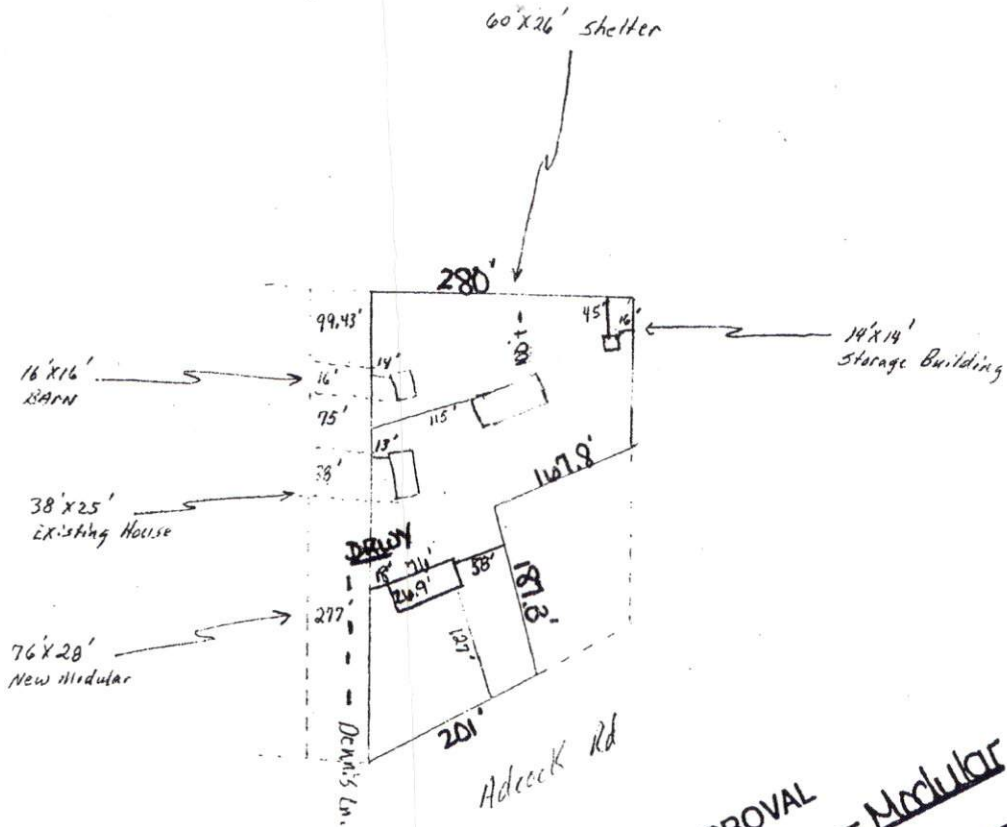 60'X26' Shelter
280'
99.43'
45'
16'
14'X14'
Storage Building
16'X16'
BARN
14'
16'
75'
115'
13'
38'
167.8'
38'X25'
Existing House
DRWY
58'
26.9'
187.8'
277'
127'
76'X28'
New Modular
201'
Dennis Ln.
Adcock Rd
Modular